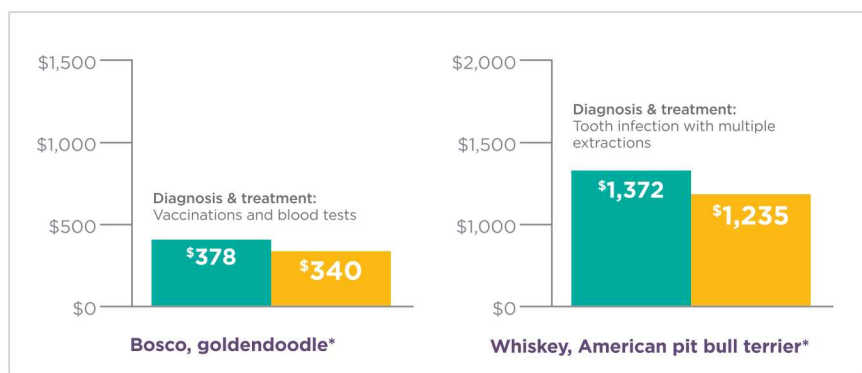 $1,500
$1,000
$500
$0
Diagnosis & treatment:
Vaccinations and blood tests
$378
$340
Bosco, goldendoodle*
$2,000
$1,500
$1,000
$0
Diagnosis & treatment:
Tooth infection with multiple
extractions
$1,372
$1,235
Whiskey, American pit bull terrier*